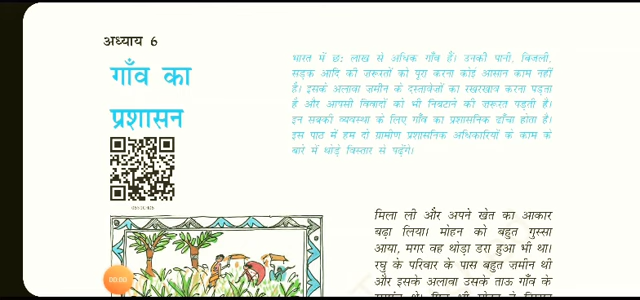 अध्याय 6
गाँव का
प्रशासन
भारत में छः लाख से अधिक गाँव हैं। उनकी पानी, बिजली,
सड़क आदि की ज़रूरतों को पूरा करना कोई आसान काम नहीं
है। इसके अलावा ज़मीन के दस्तावेज़ों का रखरखाव करना पड़ता
है और आपसी विवादों को भी निबटाने की ज़रूरत पड़ती है।
इन सबकी व्यवस्था के लिए गाँव का प्रशासनिक ढाँचा होता है।
इस पाठ में हम दो ग्रामीण प्रशासनिक अधिकारियों के काम के
बारे में थोड़े विस्तार से पढ़ेंगे।
मिला ली और अपने खेत का आकार
बढ़ा लिया। मोहन को बहुत गुस्सा
आया, मगर वह थोड़ा डरा हुआ भी था।
रघु के परिवार के पास बहुत ज़मीन थी
और इसके अलावा उसके ताऊ गाँव के
00:00